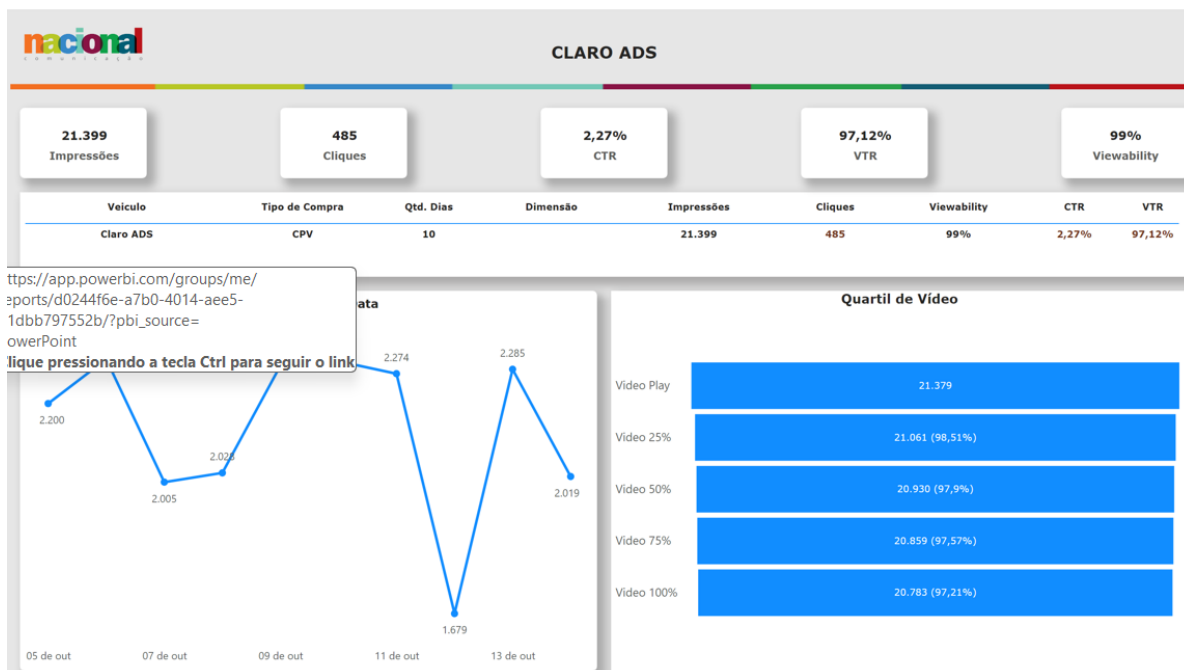 nacional
comunicação
CLARO ADS
21.399
Impressões
485
Cliques
2,27%
CTR
97,12%
VTR
99%
Viewability
Veiculo Tipo de Compra Qtd. Dias Dimensão Impressões Cliques Viewability CTR VTR
Claro ADS CPV 10 21.399 485 99% 2,27% 97,12%
ttps://app.powerbi.com/groups/me/
eports/d0244f6e-a7b0-4014-aee5-
1dbb797552b/?pbi_source=
owerPoint
lique pressionando a tecla Ctrl para seguir o link
ata
2.200
2.005
2.028
2.274
1.679
2.285
2.019
05 de out 07 de out 09 de out 11 de out 13 de out
Quartil de Vídeo
Video Play 21.379
Video 25% 21.061 (98,51%)
Video 50% 20.930 (97,9%)
Video 75% 20.859 (97,57%)
Video 100% 20.783 (97,21%)